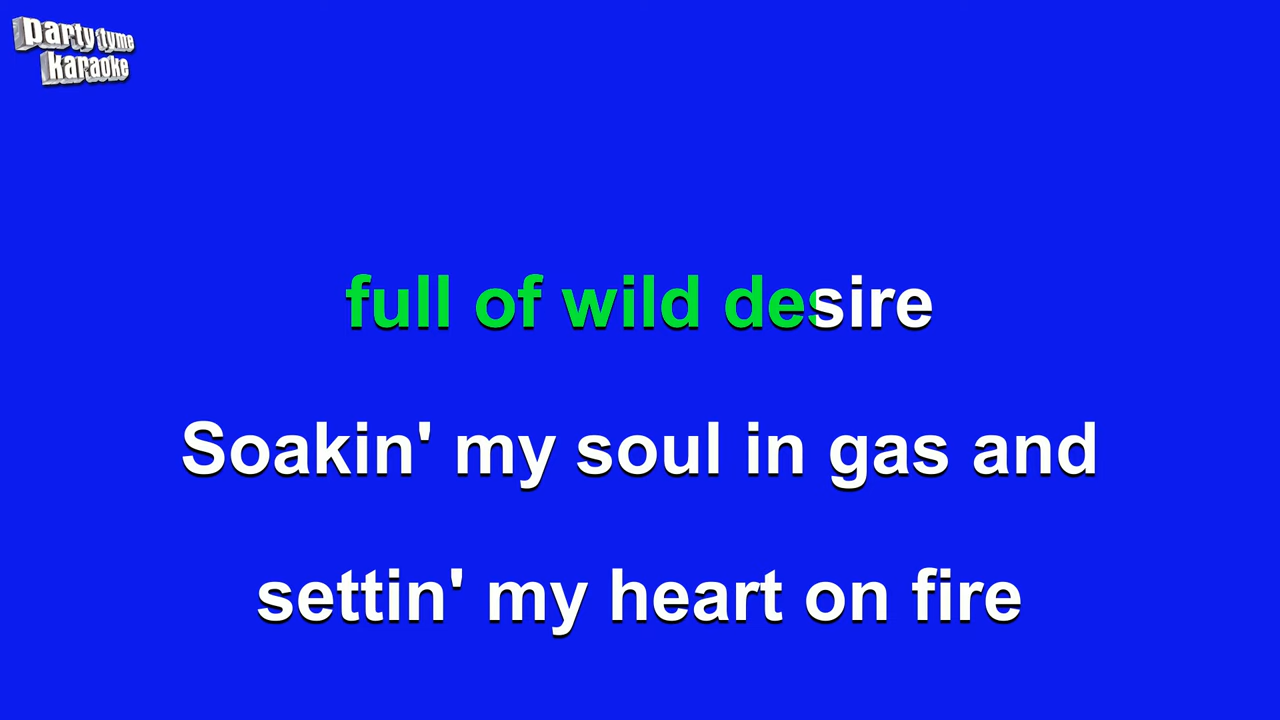 party tyme
karaoke
full of wild desire
Soakin' my soul in gas and
settin' my heart on fire